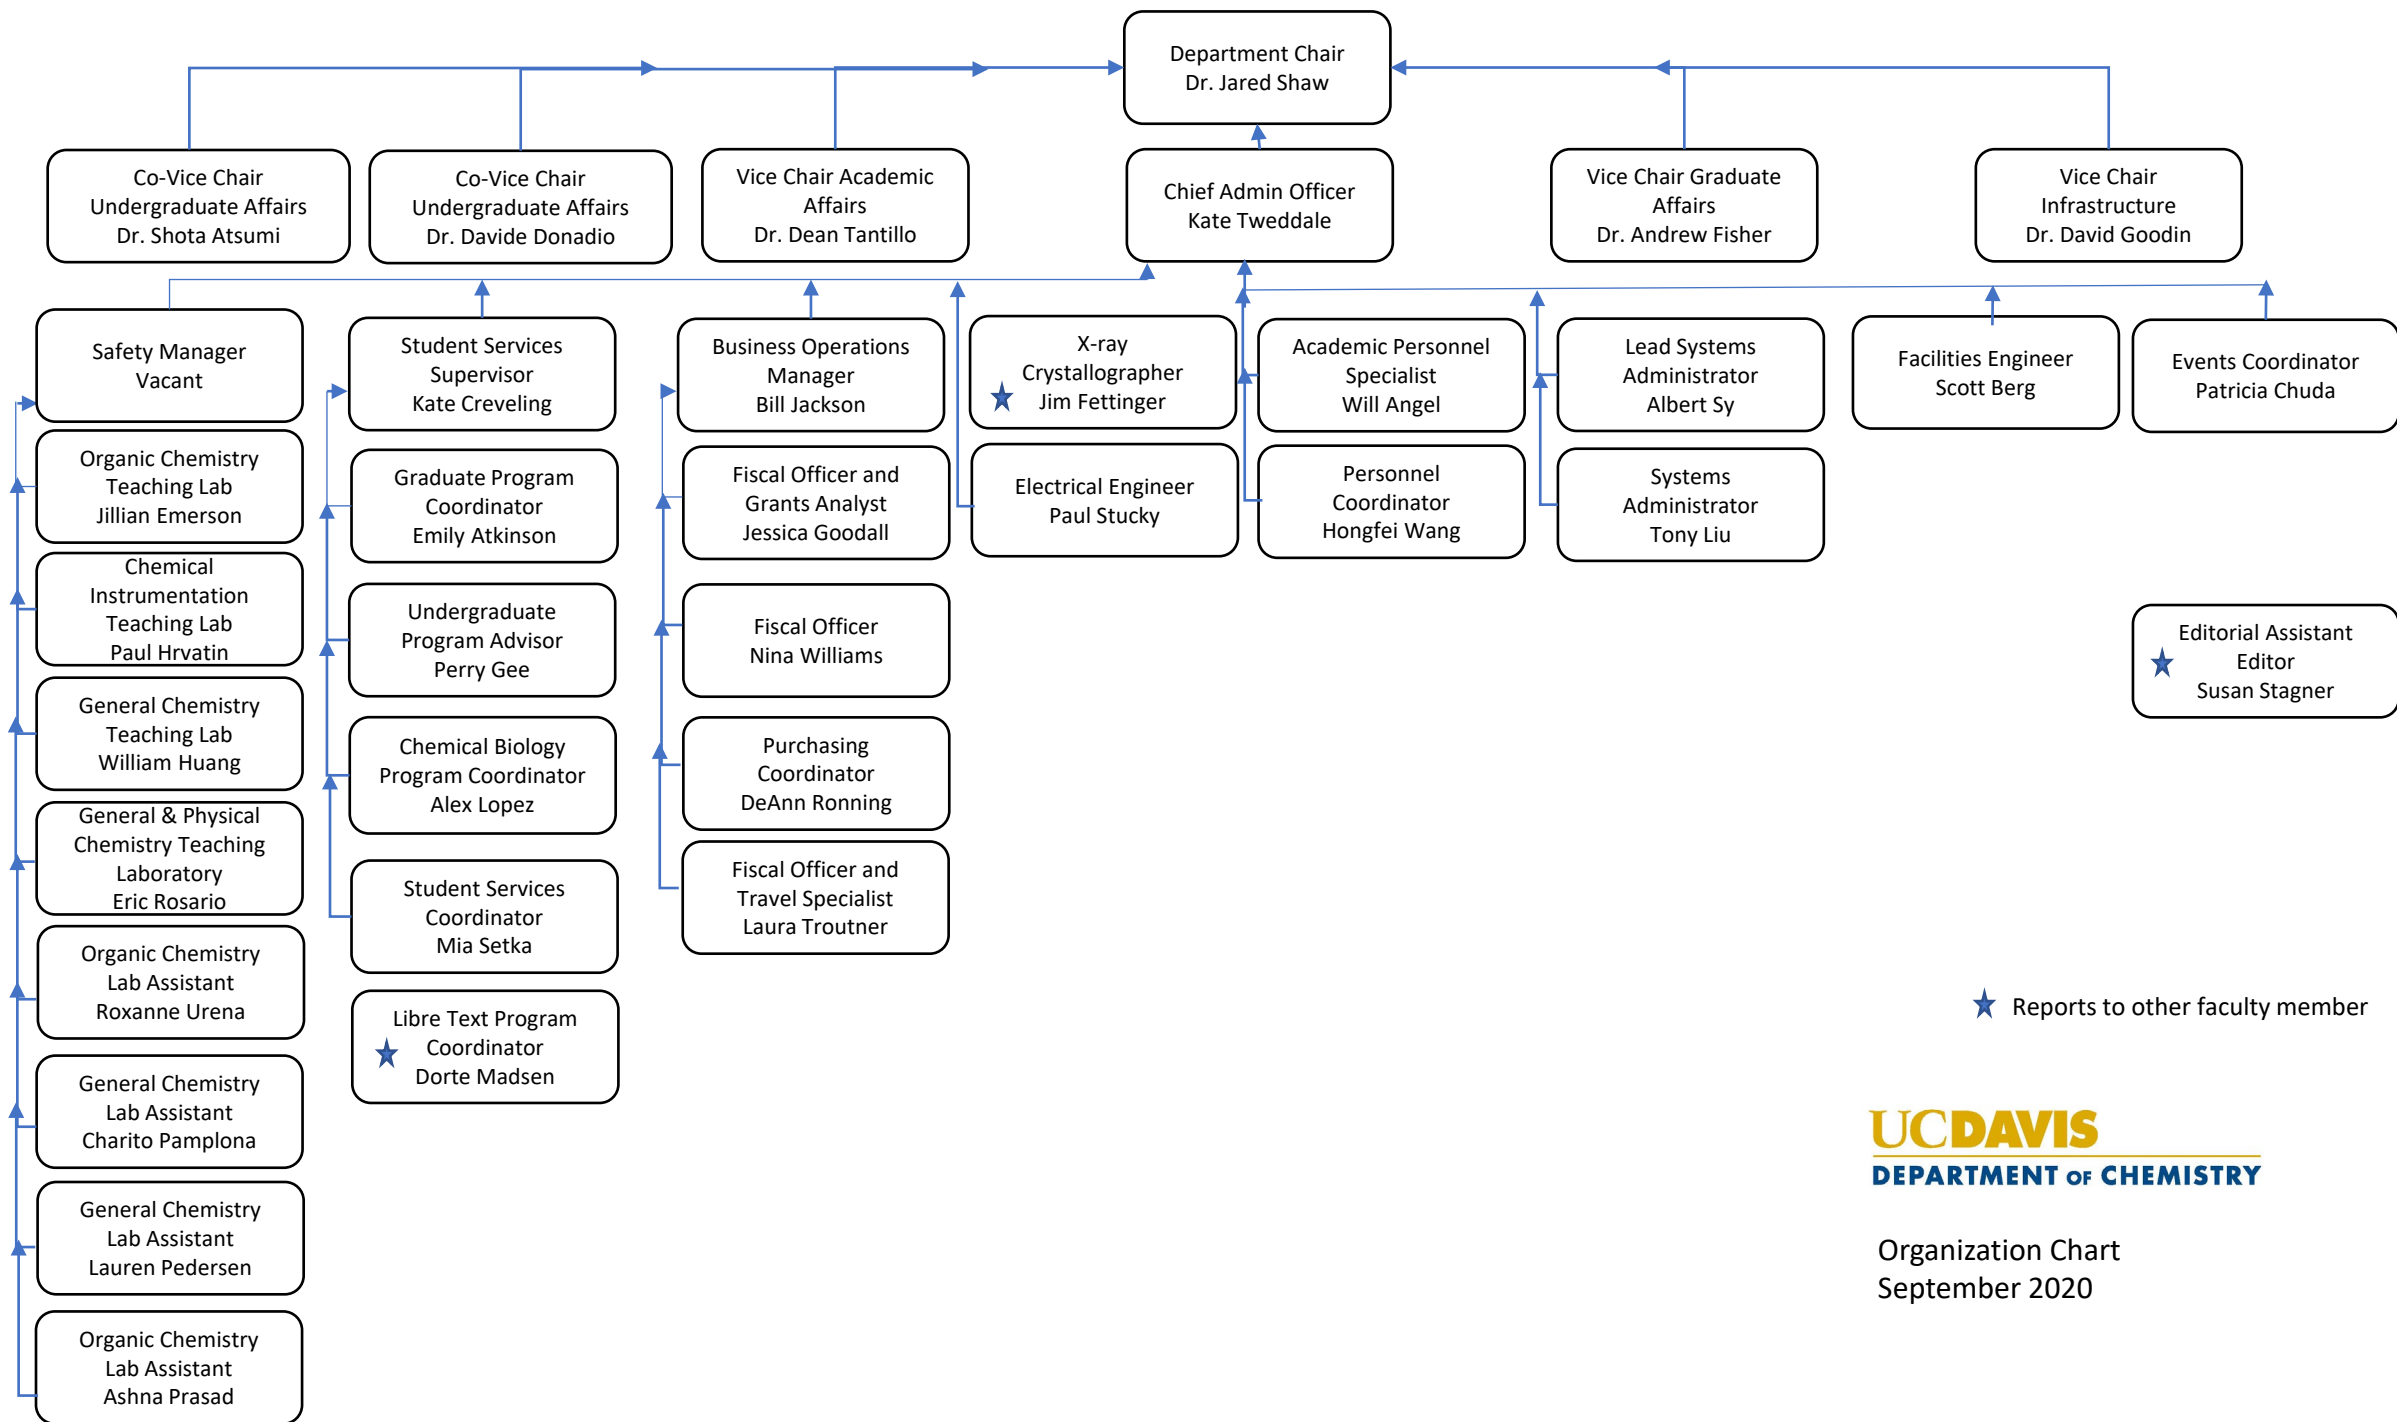 Department Chair
Dr. Jared Shaw
Co-Vice Chair
Undergraduate Affairs
Dr. Shota Atsumi
Co-Vice Chair
Undergraduate Affairs
Dr. Davide Donadio
Vice Chair Academic
Affairs
Dr. Dean Tantillo
Chief Admin Officer
Kate Tweddale
Vice Chair Graduate
Affairs
Dr. Andrew Fisher
Vice Chair
Infrastructure
Dr. David Goodin
Safety Manager
Vacant
Student Services
Supervisor
Kate Creveling
Business Operations
Manager
Bill Jackson
X-ray
Crystallographer
Jim Fettinger
Academic Personnel
Specialist
Will Angel
Lead Systems
Administrator
Albert Sy
Facilities Engineer
Scott Berg
Events Coordinator
Patricia Chuda
Organic Chemistry
Teaching Lab
Jillian Emerson
Graduate Program
Coordinator
Emily Atkinson
Fiscal Officer and
Grants Analyst
Jessica Goodall
Electrical Engineer
Paul Stucky
Personnel
Coordinator
Hongfei Wang
Systems
Administrator
Tony Liu
Chemical
Instrumentation
Teaching Lab
Paul Hrvatin
Undergraduate
Program Advisor
Perry Gee
Fiscal Officer
Nina Williams
Editorial Assistant
Editor
Susan Stagner
General Chemistry
Teaching Lab
William Huang
Chemical Biology
Program Coordinator
Alex Lopez
Purchasing
Coordinator
DeAnn Ronning
General & Physical
Chemistry Teaching
Laboratory
Eric Rosario
Student Services
Coordinator
Mia Setka
Fiscal Officer and
Travel Specialist
Laura Troutner
Organic Chemistry
Lab Assistant
Roxanne Urena
Libre Text Program
Coordinator
Dorte Madsen
Reports to other faculty member
General Chemistry
Lab Assistant
Charito Pamplona
UCDAVIS
DEPARTMENT OF CHEMISTRY
General Chemistry
Lab Assistant
Lauren Pedersen
Organization Chart
September 2020
Organic Chemistry
Lab Assistant
Ashna Prasad